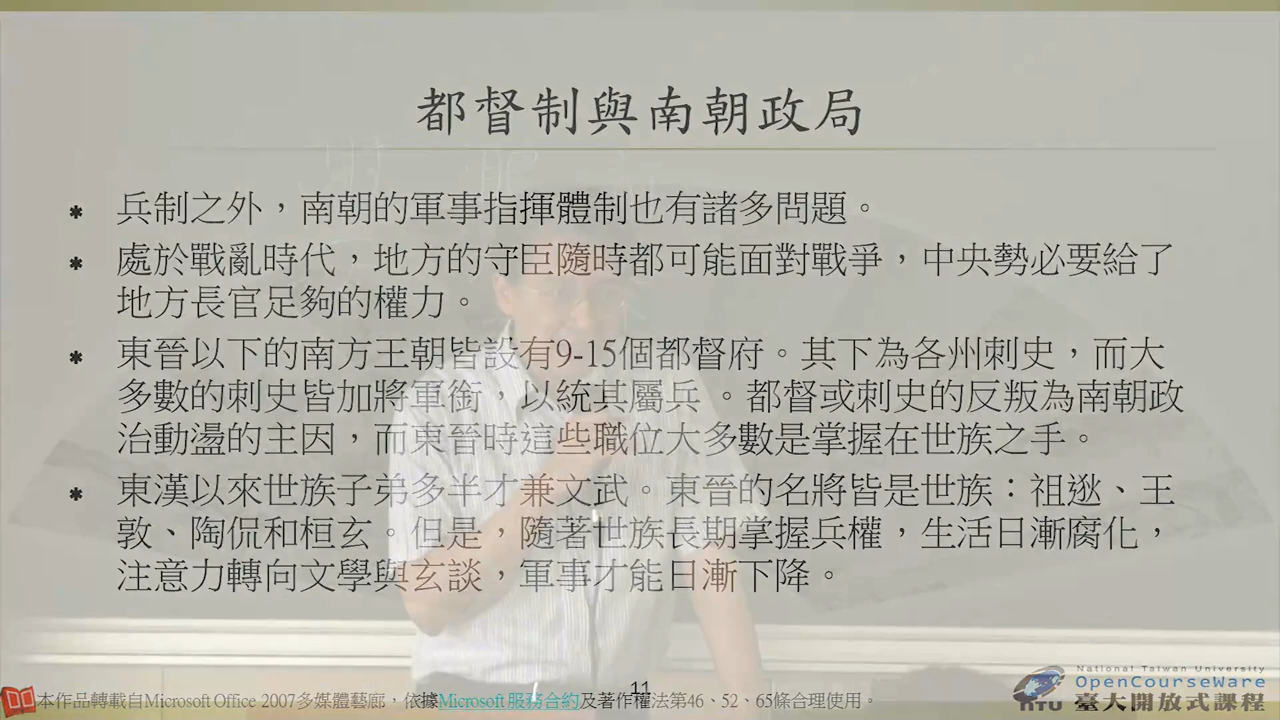 都督制與南朝政局
* 兵制之外，南朝的軍事指揮體制也有諸多問題。
* 處於戰亂時代，地方的守臣隨時都可能面對戰爭，中央勢必要給了
地方長官足夠的權力。
* 東晉以下的南方王朝皆設有9-15個都督府。其下為各州刺史，而大
多數的刺史皆加將軍銜，以統其屬兵 。都督或刺史的反叛為南朝政
治動盪的主因，而東晉時這些職位大多數是掌握在世族之手。
* 東漢以來世族子弟多半才兼文武。東晉的名將皆是世族：祖逖、王
敦、陶侃和桓玄。但是，隨著世族長期掌握兵權，生活日漸腐化，
注意力轉向文學與玄談，軍事才能日漸下降。
11
本作品轉載自Microsoft Office 2007多媒體藝廊，依據Microsoft 服務合約及著作權法第46、52、65條合理使用。
National Taiwan University
OpenCourseWare
NTU 臺大開放式課程